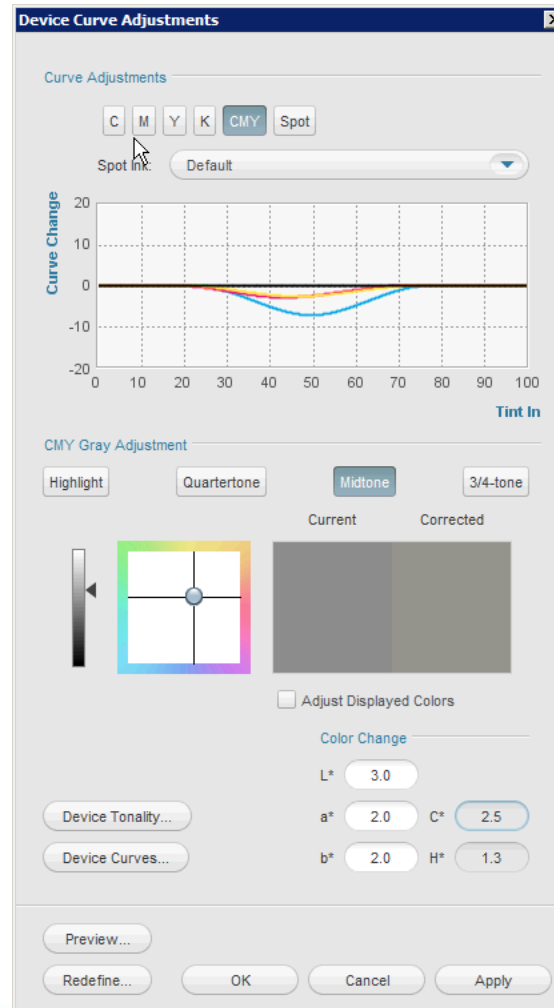 Device Curve Adjustments
Curve Adjustments
C M Y K CMY Spot
Spot Ink: Default
Curve Change
20
10
0
-10
-20
0 10 20 30 40 50 60 70 80 90 100
Tint In
CMY Gray Adjustment
Highlight Quartertone Midtone 3/4-tone
Current Corrected
Adjust Displayed Colors
Color Change
L* 3.0
Device Tonality... a* 2.0 C* 2.5
Device Curves... b* 2.0 H* 1.3
Preview...
Redefine... OK Cancel Apply